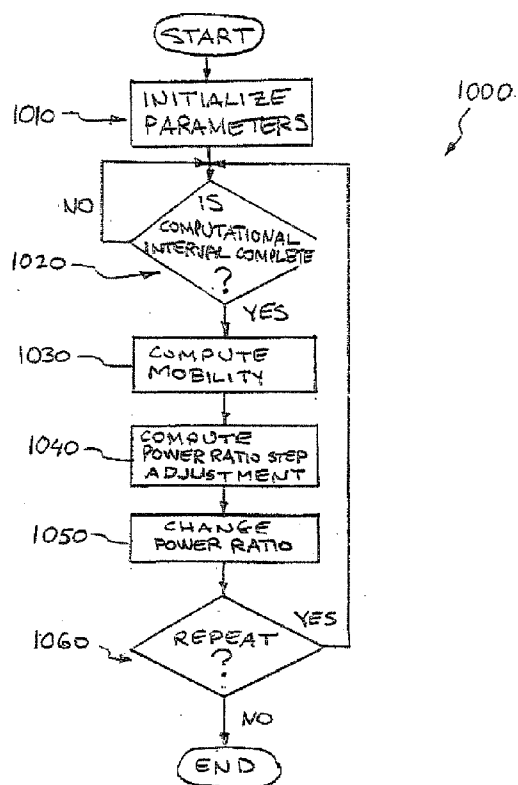 START
1010
INITIALIZE
PARAMETERS
1000
NO
IS
COMPUTATIONAL
INTERVAL COMPLETE
?
1020
YES
1030
COMPUTE
MOBILITY
1040
COMPUTE
POWER RATIO STEP
ADJUSTMENT
1050
CHANGE
POWER RATIO
1060
REPEAT
?
YES
NO
END